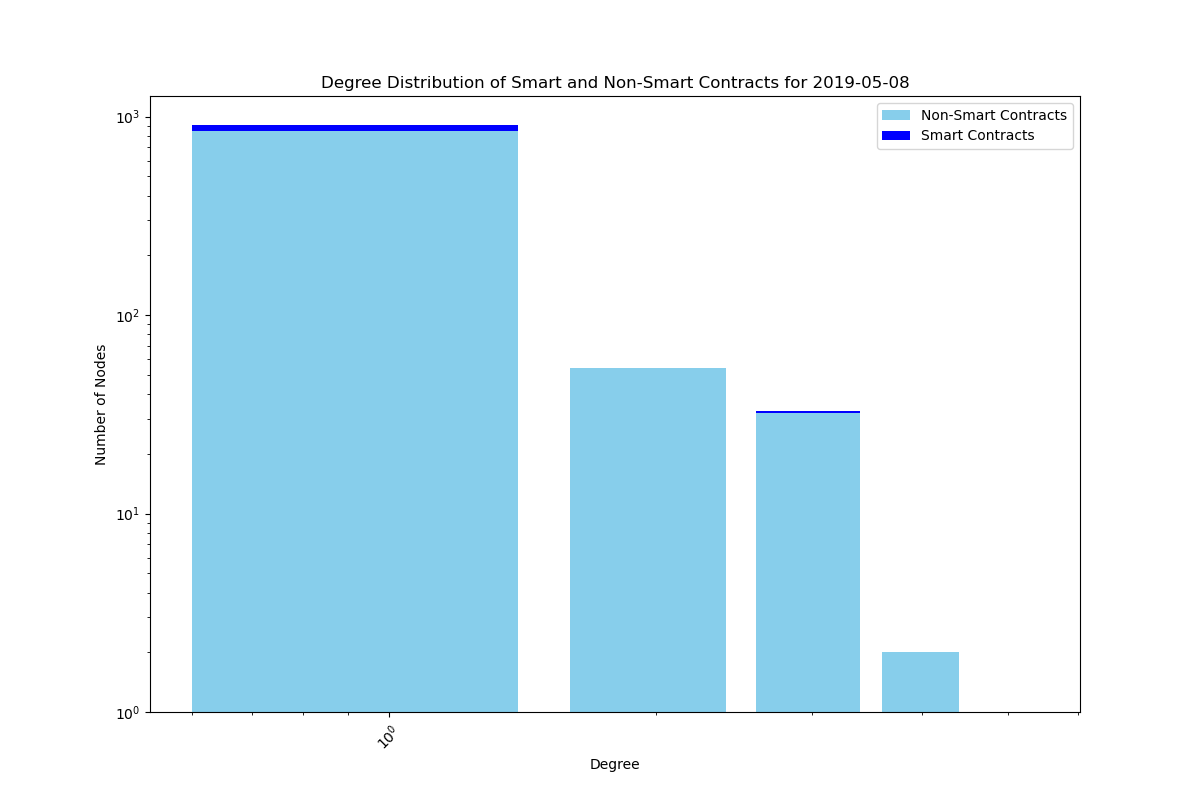 Degree Distribution of Smart and Non-Smart Contracts for 2019-05-08
Non-Smart Contracts
Smart Contracts
10³
10²
10¹
10⁰
Number of Nodes
10⁰
Degree